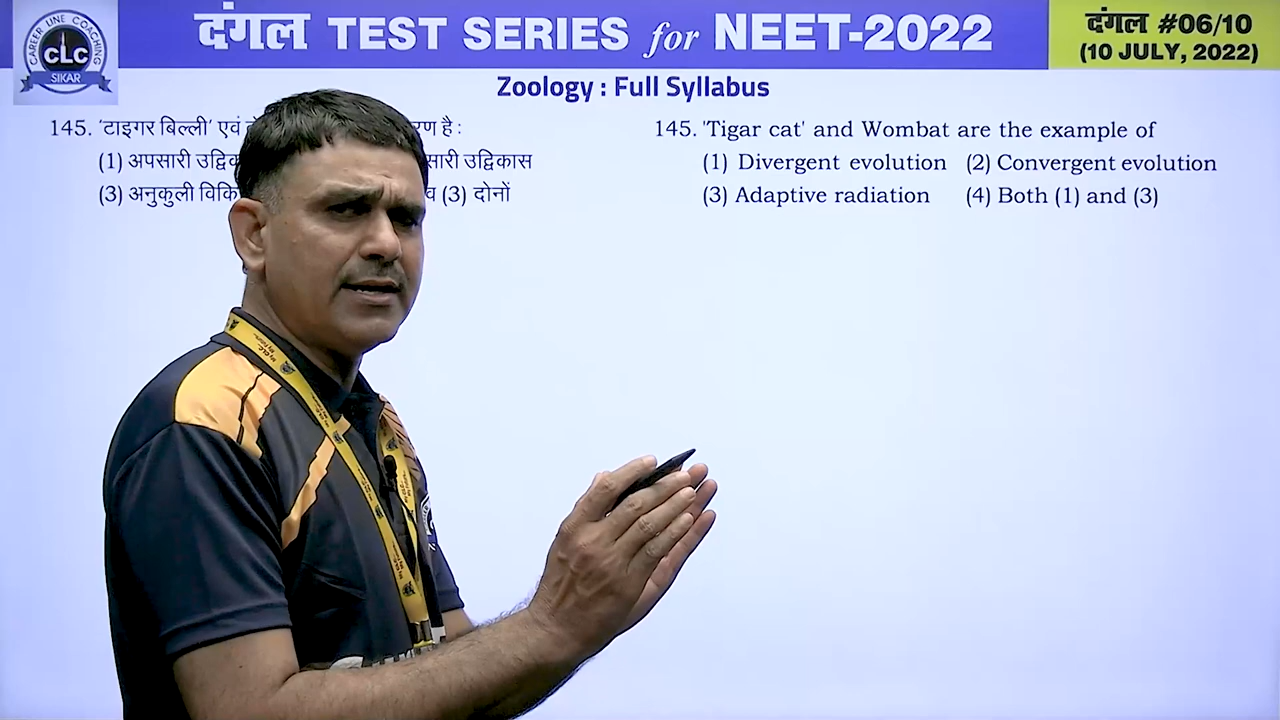 दंगल TEST SERIES for NEET-2022
दंगल #06/10
(10 JULY, 2022)
CAREER LINE COACHING
CLC
SIKAR
Zoology : Full Syllabus
145. 'टाइगर बिल्ली' एवं है :
(1) अपसारी
(3) अनुकुली व (3) दोनों
145. 'Tigar cat' and Wombat are the example of
(1) Divergent evolution (2) Convergent evolution
(3) Adaptive radiation (4) Both (1) and (3)